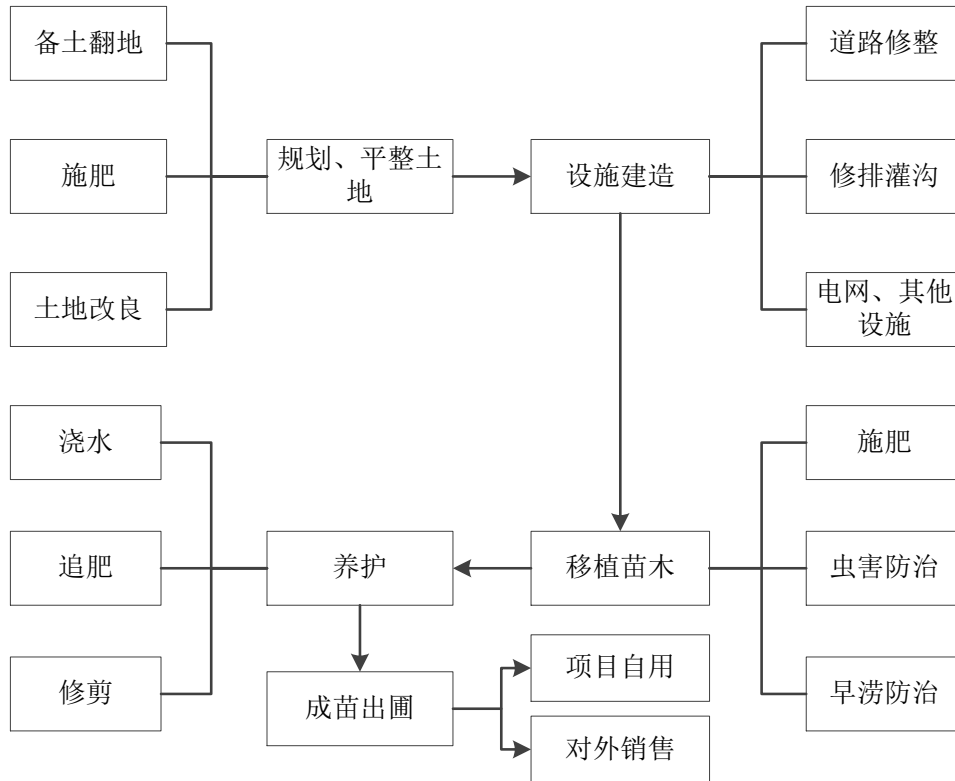 备土翻地
道路修整
施肥
规划、平整土
地
设施建造
修排灌沟
土地改良
电网、其他
设施
浇水
施肥
追肥
养护
移植苗木
虫害防治
修剪
成苗出圃
项目自用
对外销售
旱涝防治